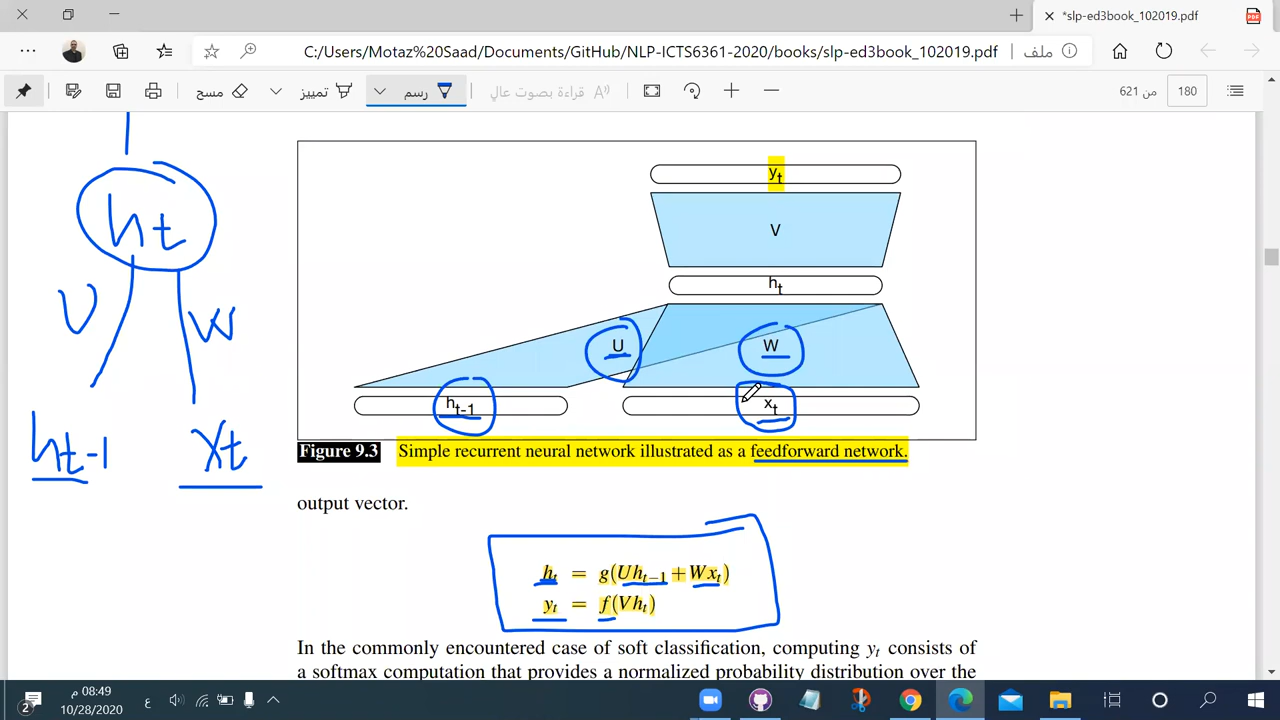 *slp-ed3book_102019.pdf
C:/Users/Motaz%20Saad/Documents/GitHub/NLP-ICTS6361-2020/books/slp-ed3book_102019.pdf
ملف
مسح
تمييز
رسم
قراءة بصوت عالٍ
180
من 621
ht
U
W
ht-1
Xt
yt
V
ht
U
W
ht-1
xt
Figure 9.3 Simple recurrent neural network illustrated as a feedforward network.
output vector.
ht = g(Uht−1 + Wxt)
yt = f(Vht)
In the commonly encountered case of soft classification, computing yt consists of
a softmax computation that provides a normalized probability distribution over the
2
08:49 م
10/28/2020
ع